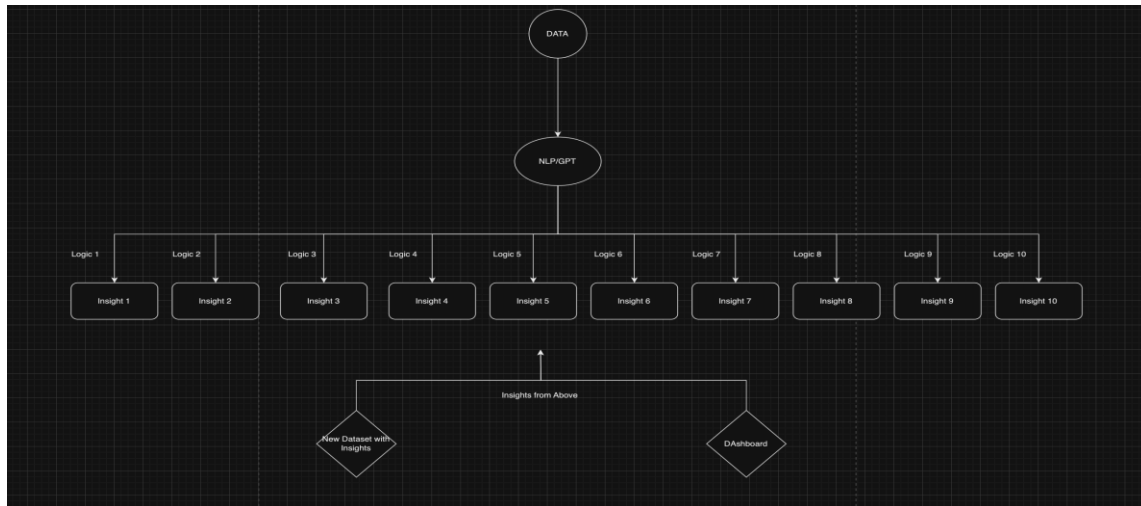 DATA
NLP/GPT
Logic 1
Logic 2
Logic 3
Logic 4
Logic 5
Logic 6
Logic 7
Logic 8
Logic 9
Logic 10
Insight 1
Insight 2
Insight 3
Insight 4
Insight 5
Insight 6
Insight 7
Insight 8
Insight 9
Insight 10
Insights from Above
New Dataset with
Insights
DAshboard